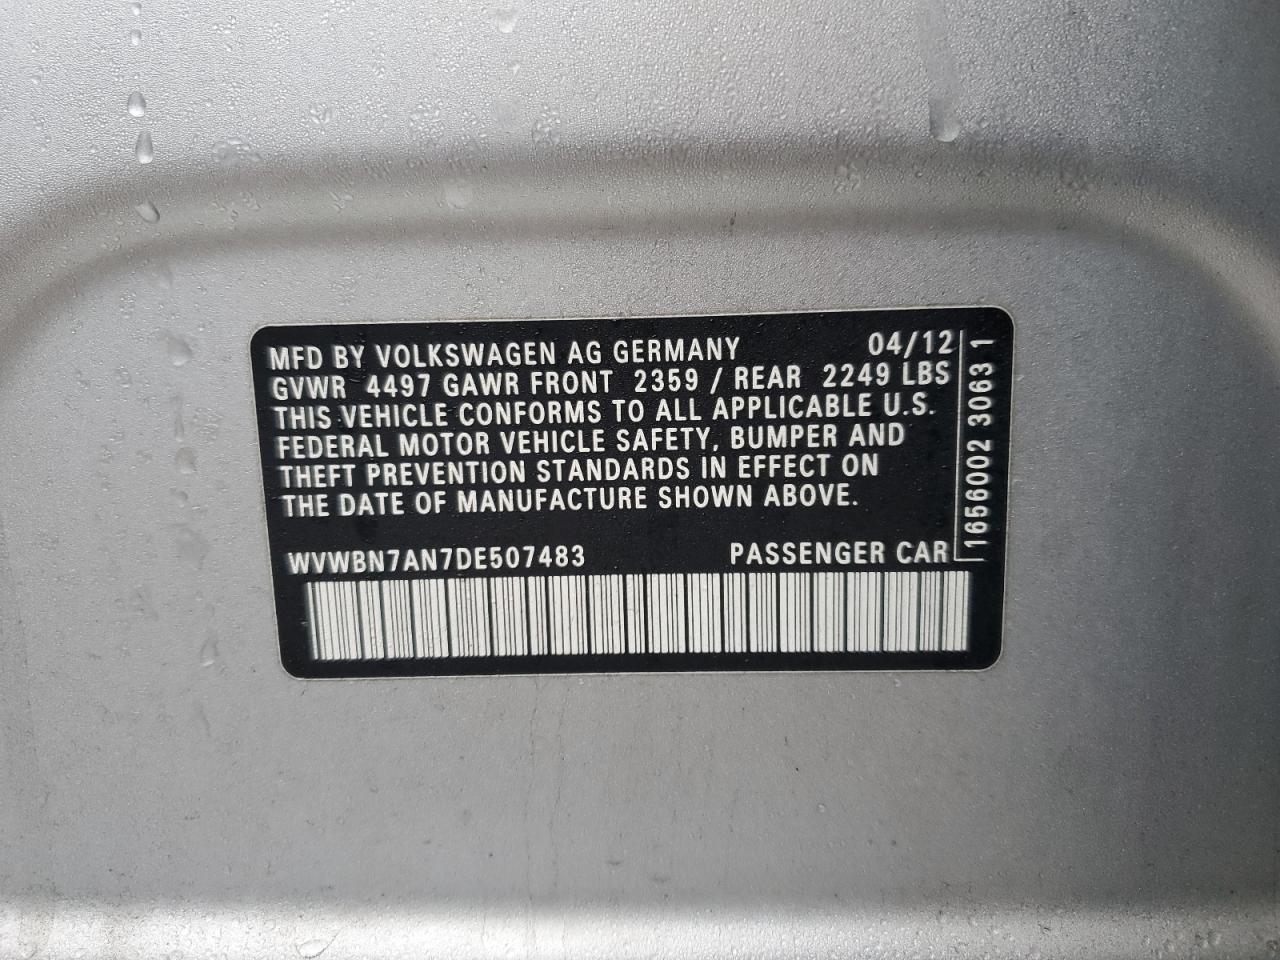 MFD BY VOLKSWAGEN AG GERMANY 04/12
GVWR 4497 GAWR FRONT 2359 / REAR 2249 LBS
THIS VEHICLE CONFORMS TO ALL APPLICABLE U.S.
FEDERAL MOTOR VEHICLE SAFETY, BUMPER AND
THEFT PREVENTION STANDARDS IN EFFECT ON
THE DATE OF MANUFACTURE SHOWN ABOVE.
WVWBN7AN7DE507483 PASSENGER CAR
1656002 3063 1